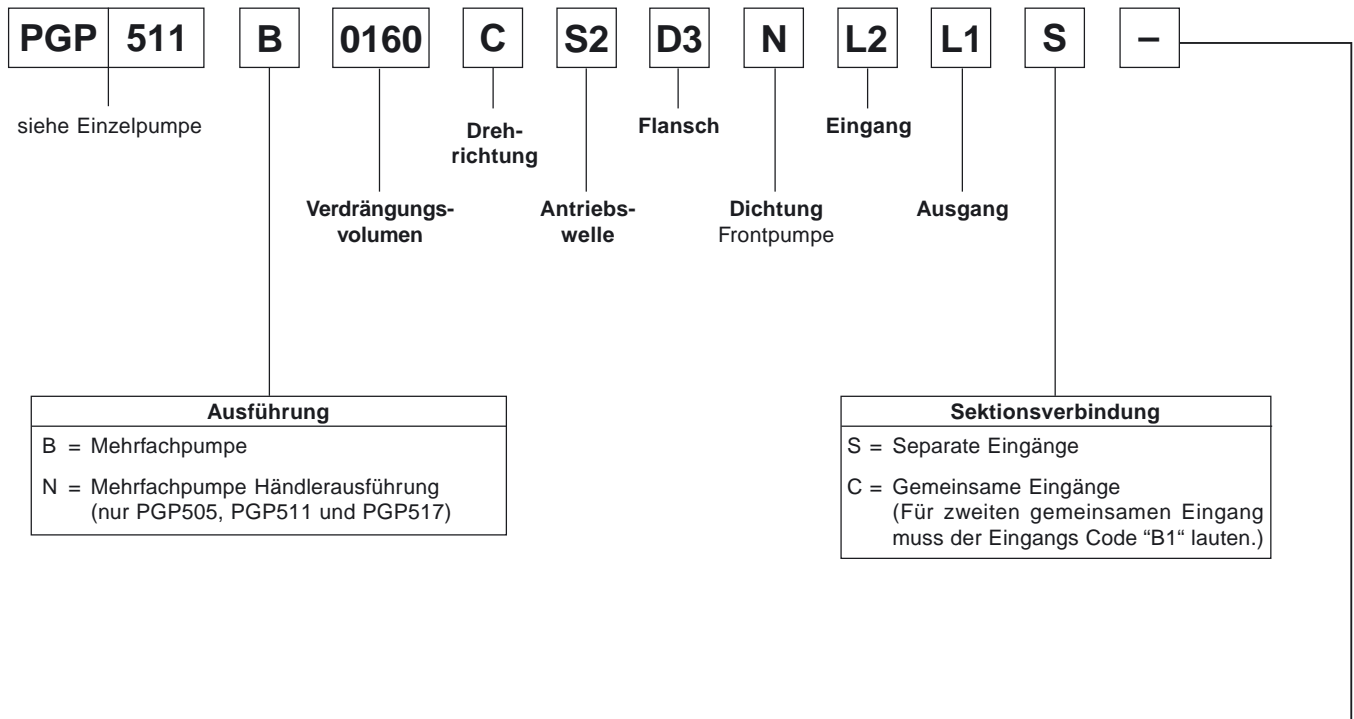 PGP 511 B 0160 C S2 D3 N L2 L1 S –
siehe Einzelpumpe
Dreh-
richtung
Flansch
Eingang
Verdrängungs-
volumen
Antriebs-
welle
Dichtung
Frontpumpe
Ausgang
Ausführung
B = Mehrfachpumpe
N = Mehrfachpumpe Händlerausführung
(nur PGP505, PGP511 und PGP517)
Sektionsverbindung
S = Separate Eingänge
C = Gemeinsame Eingänge
(Für zweiten gemeinsamen Eingang
muss der Eingangs Code “B1“ lauten.)